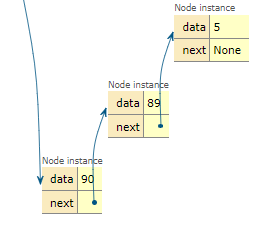 Node instance
data 5
next None
Node instance
data 89
next
Node instance
data 90
next